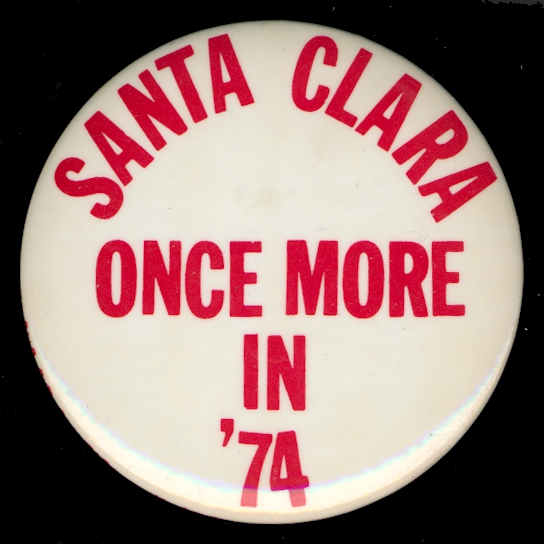 SANTA CLARA
ONCE MORE
IN
'74